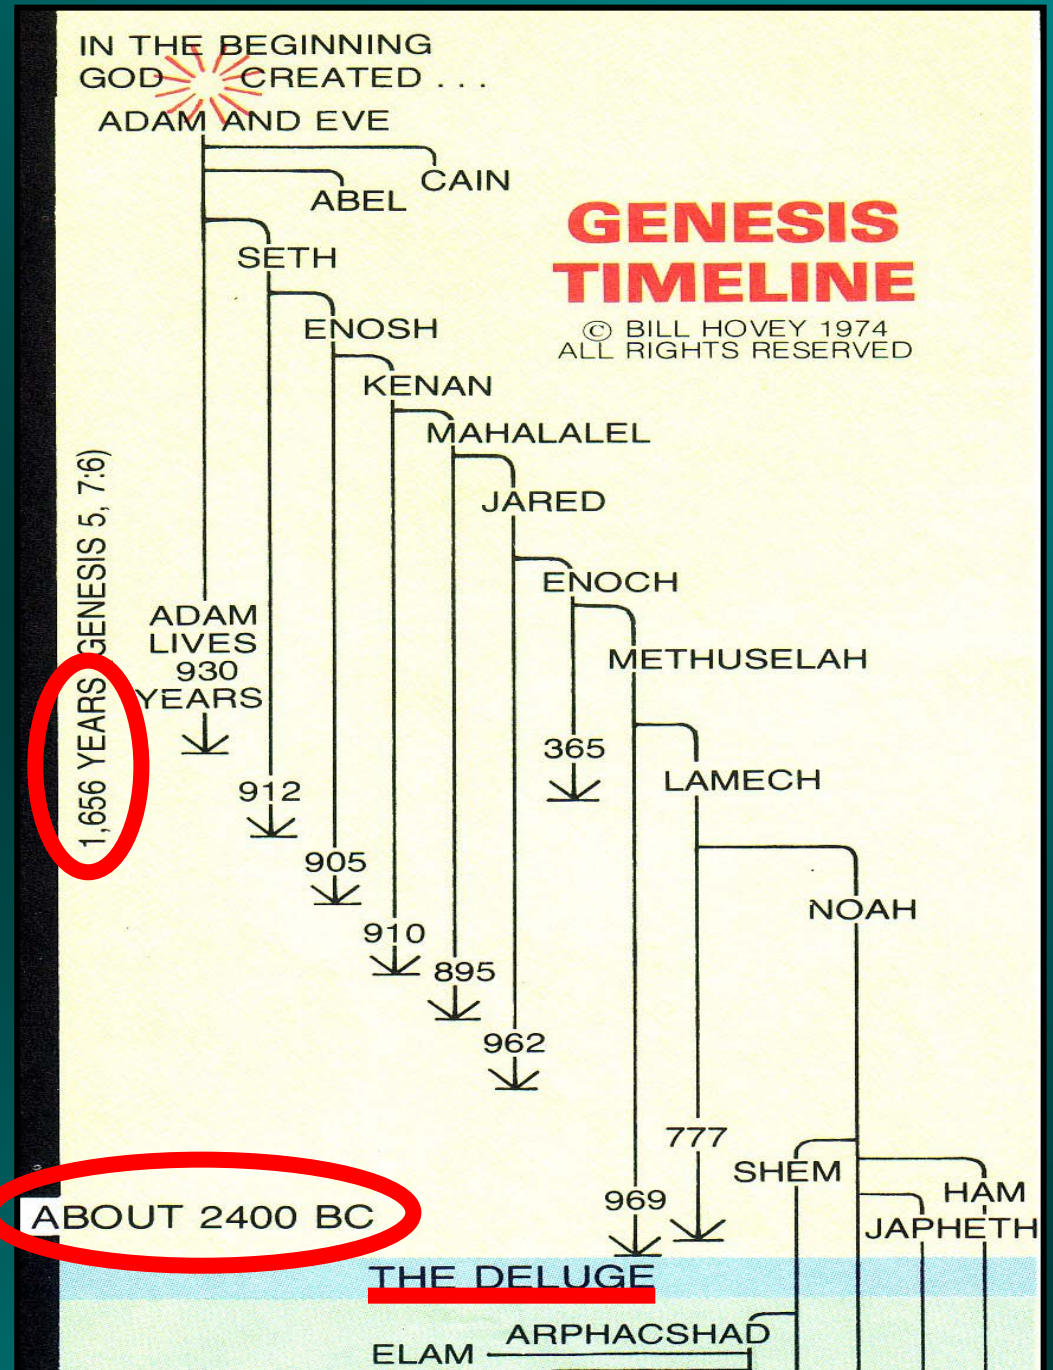 IN THE BEGINNING
GOD CREATED . . .
ADAM AND EVE
CAIN
ABEL
GENESIS
TIMELINE
© BILL HOVEY 1974
ALL RIGHTS RESERVED
SETH
ENOSH
KENAN
MAHALALEL
JARED
ENOCH
METHUSELAH
1,656 YEARS (GENESIS 5, 7:6)
ADAM
LIVES
930
YEARS
365
LAMECH
912
905
NOAH
910
895
962
777
SHEM
HAM
969
JAPHETH
ABOUT 2400 BC
THE DELUGE
ARPHACSHAD
ELAM